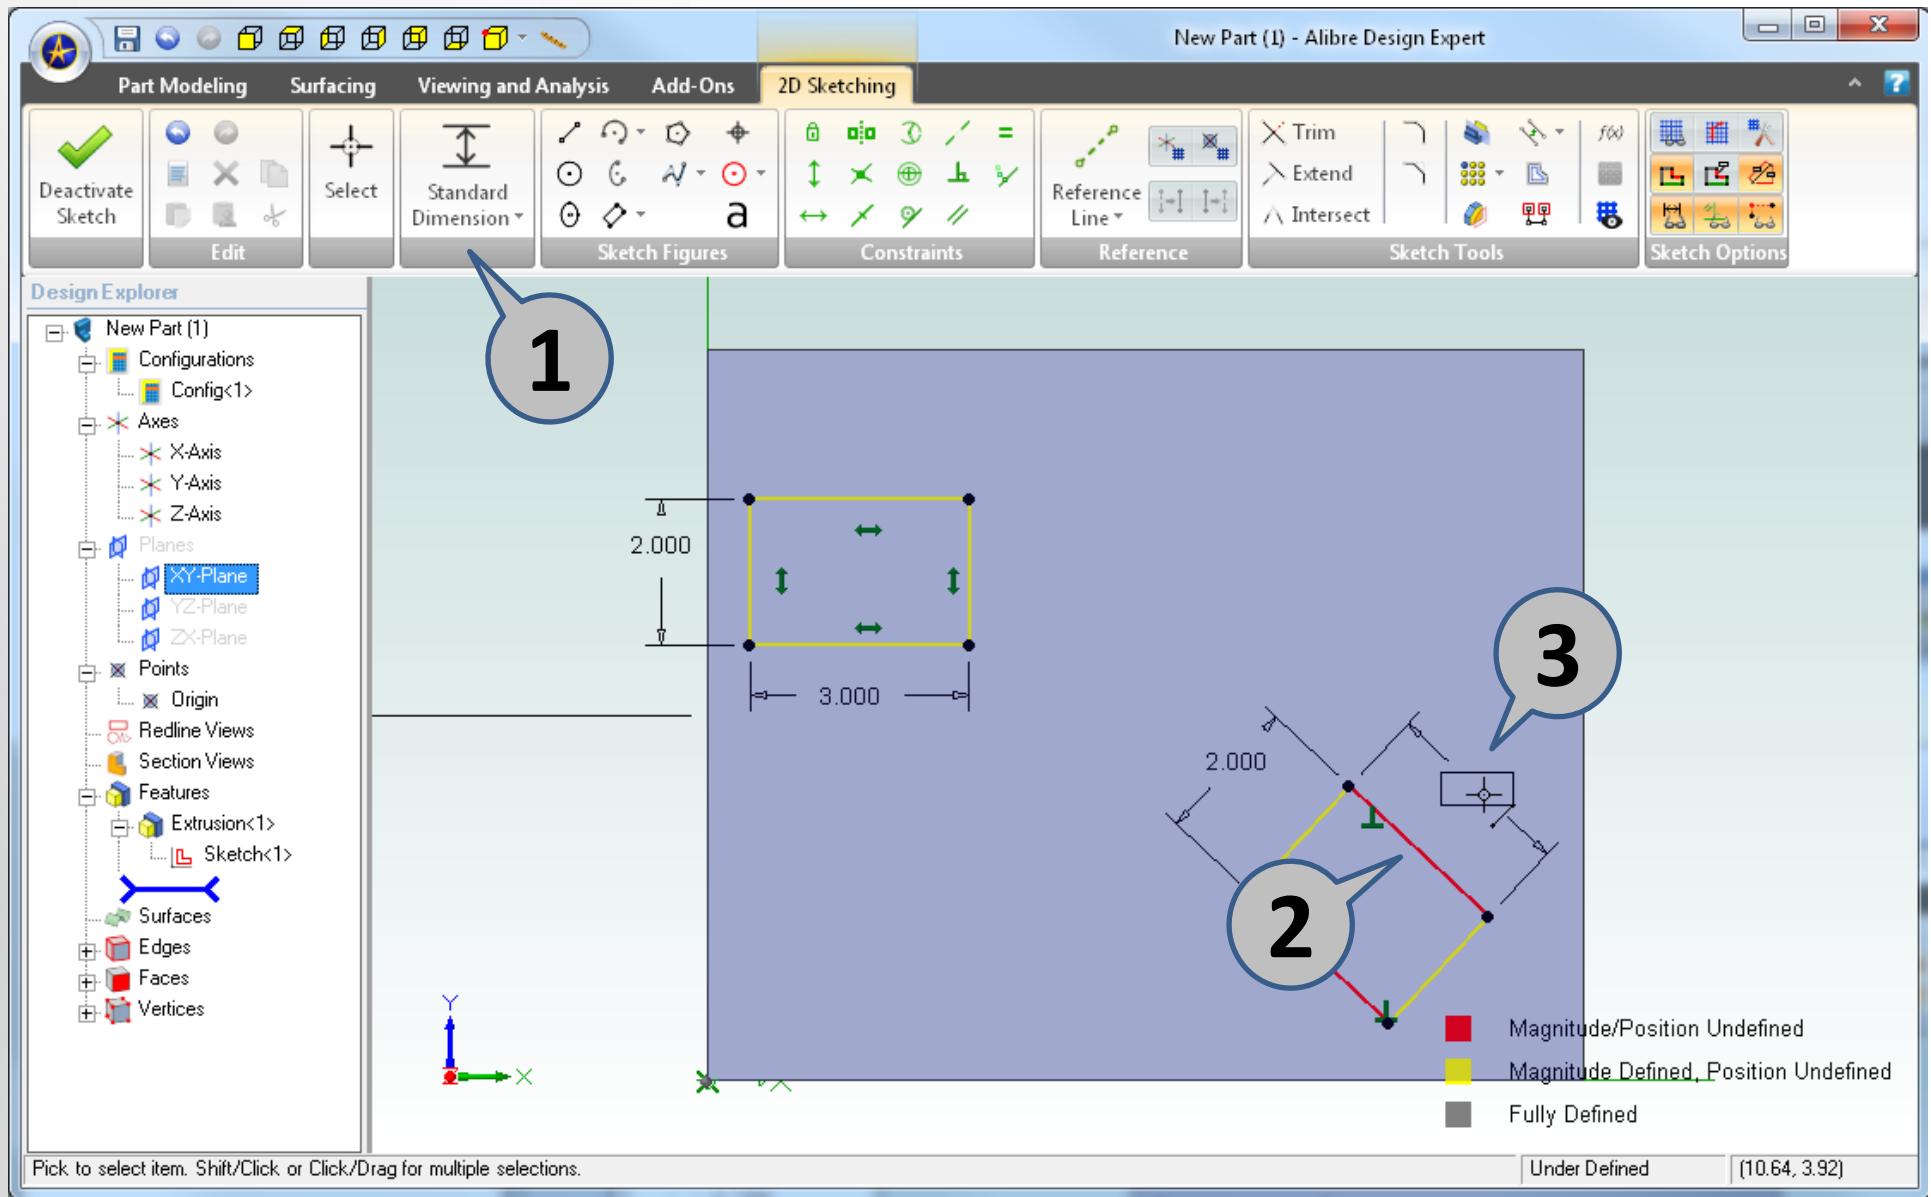 New Part (1) - Alibre Design Expert
Part Modeling Surfacing Viewing and Analysis Add-Ons 2D Sketching
Deactivate Sketch
Edit
Select
Standard Dimension
a
Sketch Figures
Constraints
Reference Line
Reference
Trim
Extend
Intersect
f(x)
Sketch Tools
Sketch Options
Design Explorer
New Part (1)
Configurations
Config<1>
Axes
X-Axis
Y-Axis
Z-Axis
Planes
XY-Plane
YZ-Plane
ZX-Plane
Points
Origin
Redline Views
Section Views
Features
Extrusion<1>
Sketch<1>
Surfaces
Edges
Faces
Vertices
1
2.000
3.000
3
2.000
2
Y
X
X
Magnitude/Position Undefined
Magnitude Defined, Position Undefined
Fully Defined
Pick to select item. Shift/Click or Click/Drag for multiple selections.
Under Defined
(10.64, 3.92)